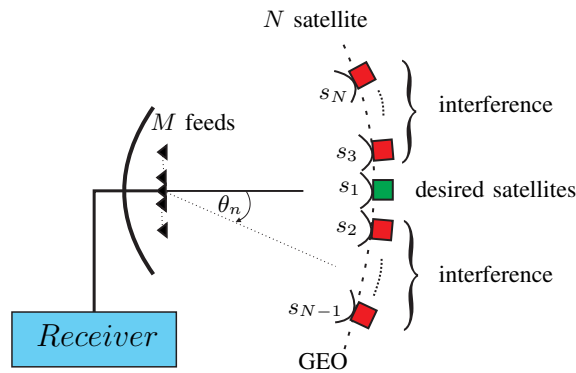 N satellite
s_N
interference
M feeds
s_3
s_1
desired satellites
θ_n
s_2
interference
s_{N−1}
Receiver
GEO